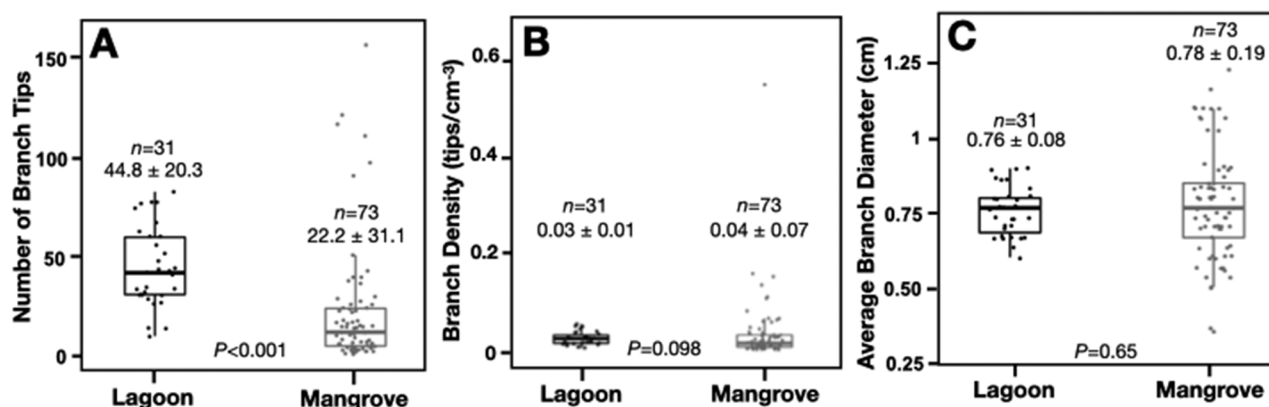 A
Number of Branch Tips
150
100
50
0
n=31
44.8 ± 20.3
n=73
22.2 ± 31.1
P<0.001
Lagoon
Mangrove
B
Branch Density (tips/cm⁻³)
0.6
0.4
0.2
0
n=31
0.03 ± 0.01
n=73
0.04 ± 0.07
P=0.098
Lagoon
Mangrove
C
Average Branch Diameter (cm)
1.25
1
0.75
0.50
0.25
n=31
0.76 ± 0.08
n=73
0.78 ± 0.19
P=0.65
Lagoon
Mangrove